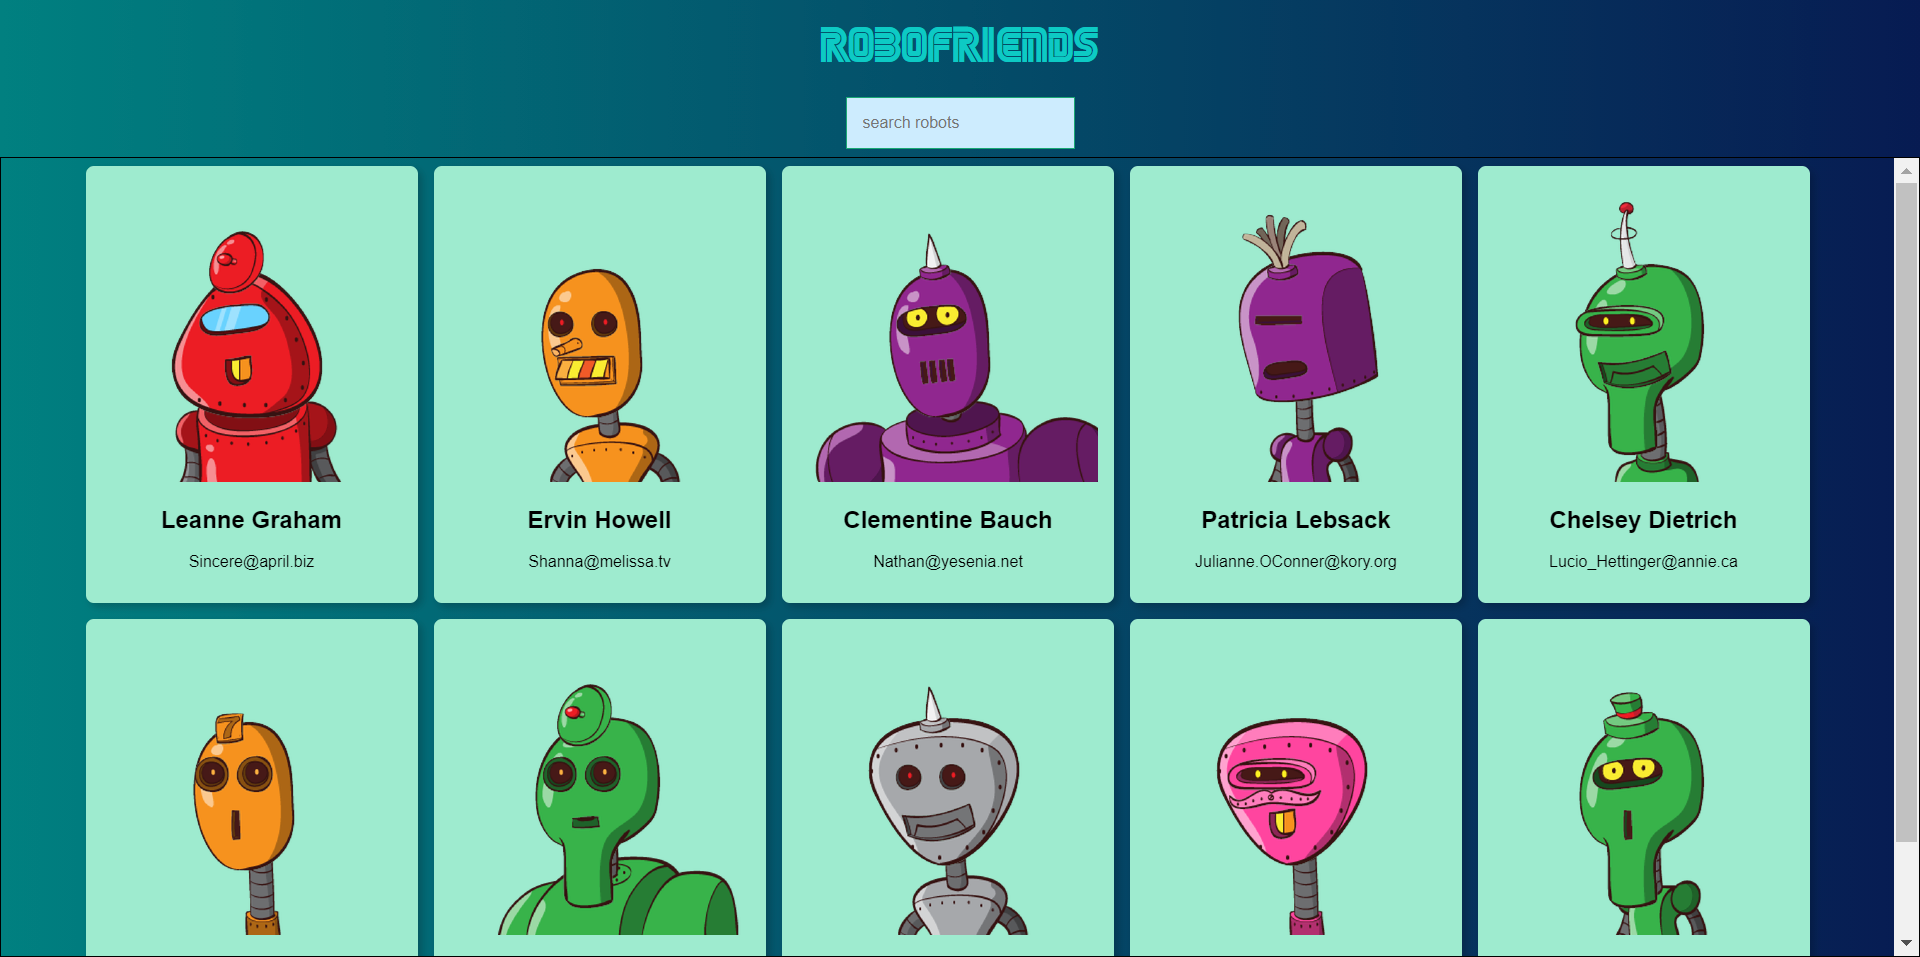 ROBOFRIENDS
search robots
Leanne Graham
Sincere@april.biz
Ervin Howell
Shanna@melissa.tv
Clementine Bauch
Nathan@yesenia.net
Patricia Lebsack
Julianne.OConner@kory.org
Chelsey Dietrich
Lucio_Hettinger@annie.ca
7